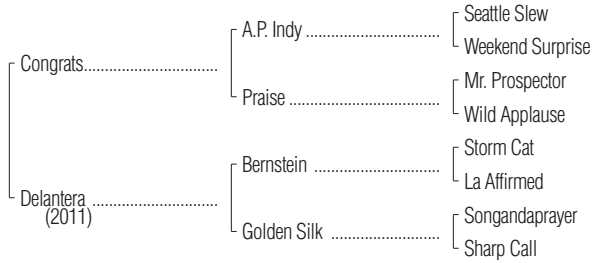 Seattle Slew
A.P. Indy ................................
Weekend Surprise
Congrats................................
Mr. Prospector
Praise ....................................
Wild Applause
Storm Cat
Bernstein ..............................
La Affirmed
Delantera ..............................
(2011)
Songandaprayer
Golden Silk ..........................
Sharp Call